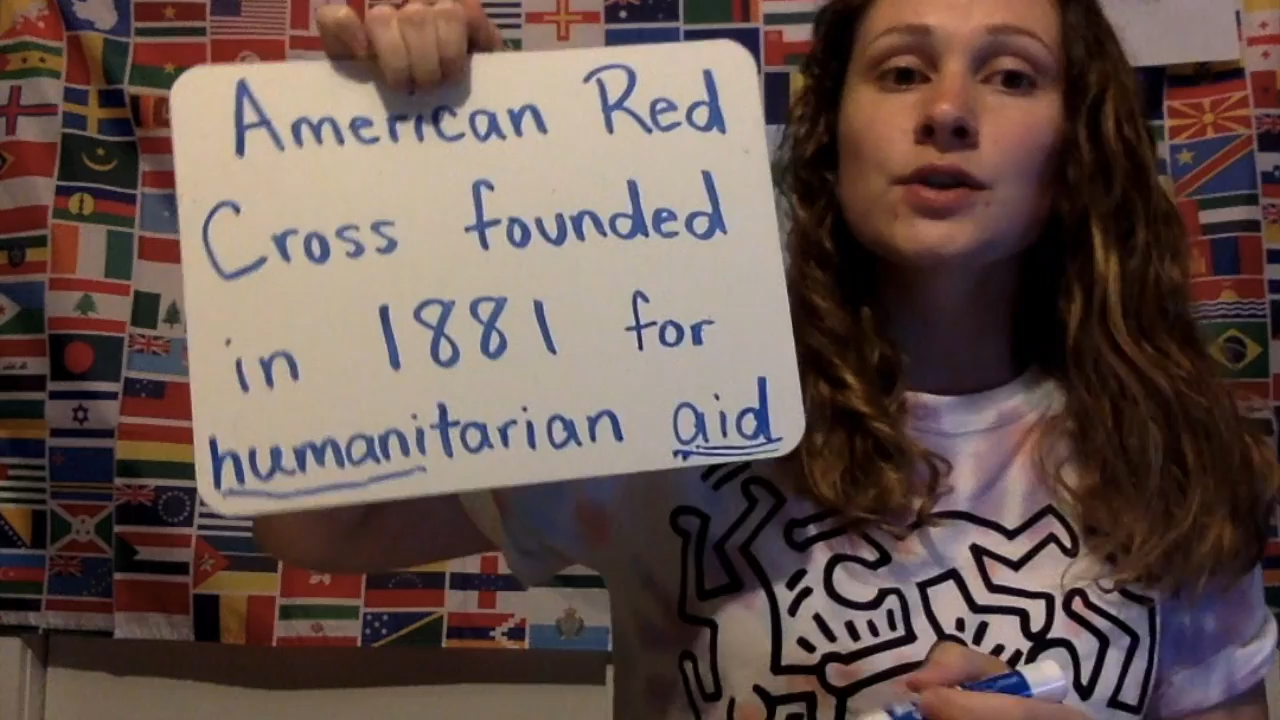 American Red
Cross founded
in 1881 for
humanitarian aid